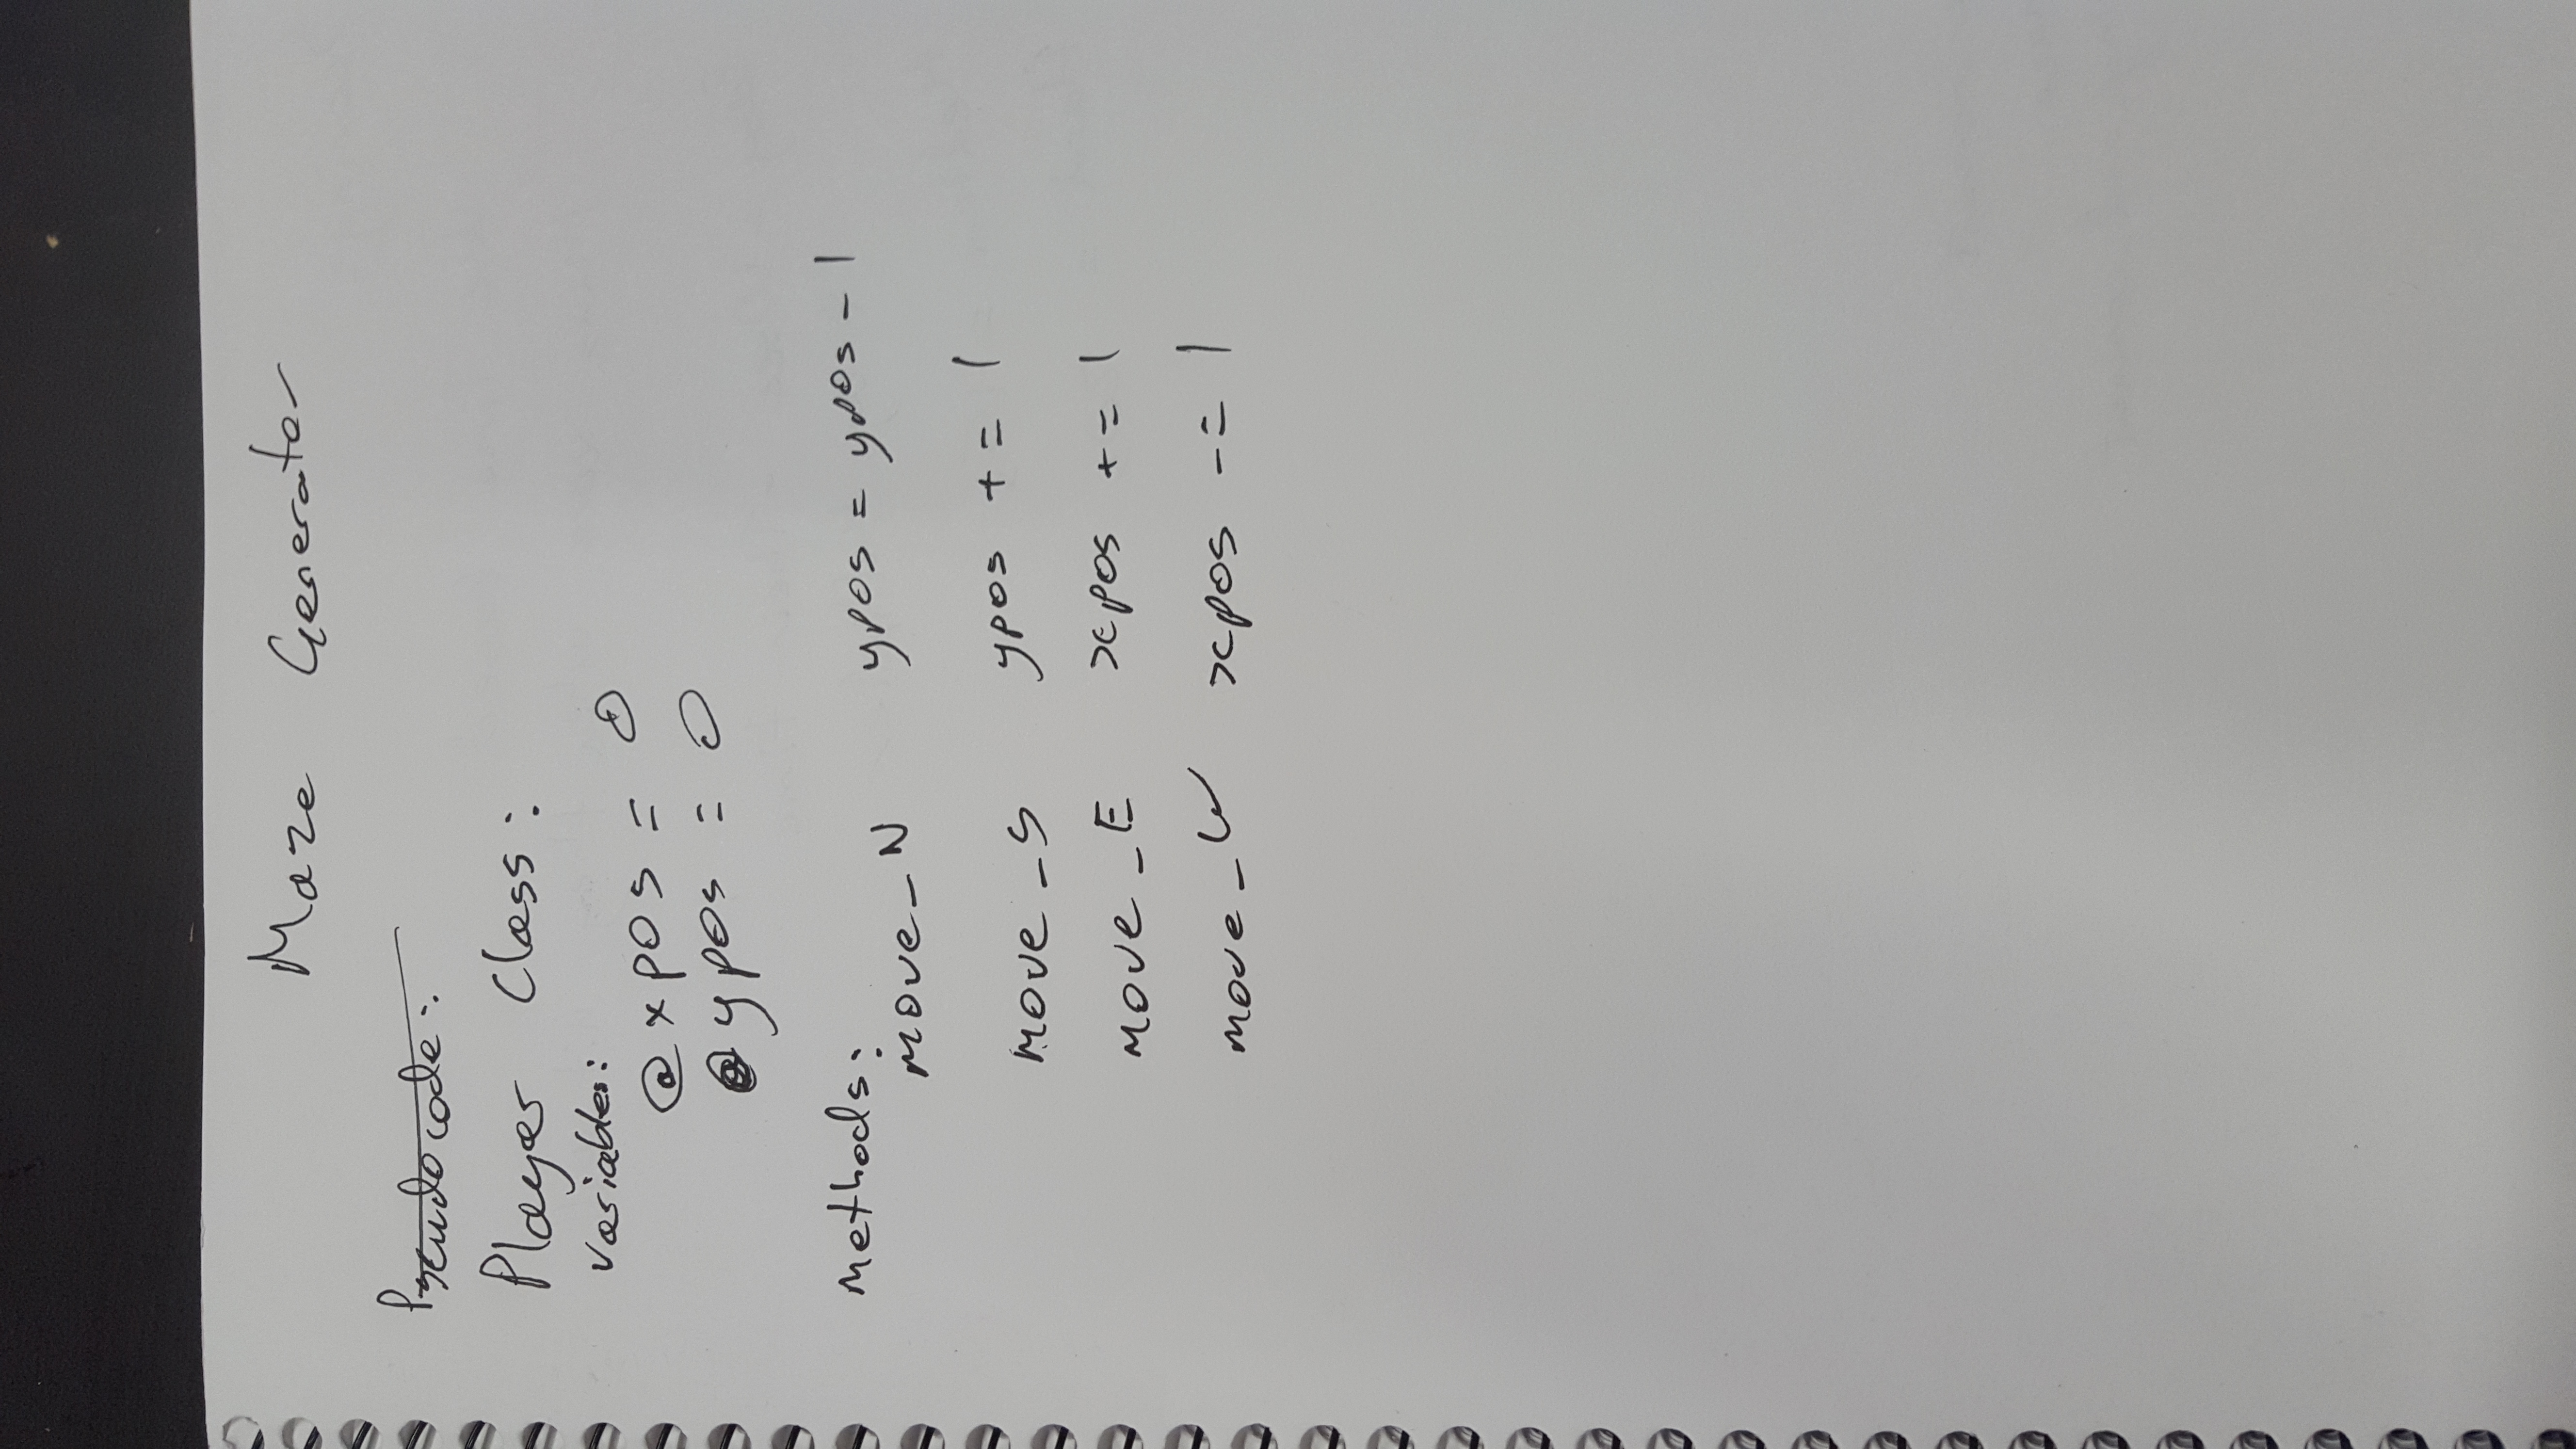 Maze Generator
Pseudocode:
Player Class:
variables:
@xpos = 0
@ypos = 0
Methods:
move_N ypos = ypos - 1
move_S ypos += 1
move_E xpos += 1
move_W xpos -= 1